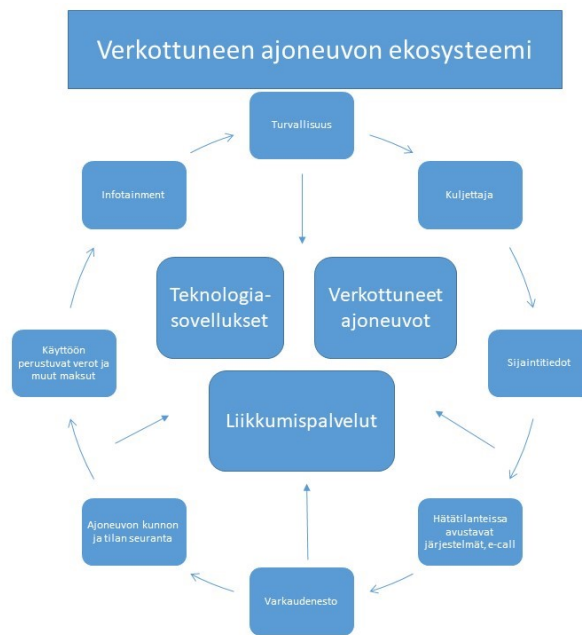 Verkottuneen ajoneuvon ekosysteemi
Turvallisuus
Infotainment
Kuljettaja
Teknologia-
sovellukset
Verkottuneet
ajoneuvot
Käyttöön
perustuvat verot ja
muut maksut
Sijaintitiedot
Liikkumispalvelut
Ajoneuvon kunnon
ja tilan seuranta
Hätätilanteissa
avustavat
järjestelmät, e-call
Varkaudenesto